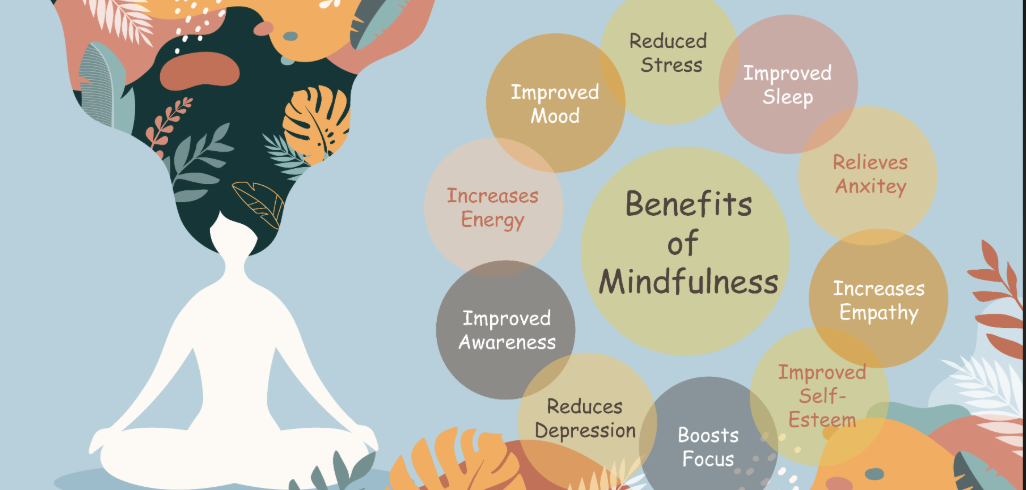 Benefits
of
Mindfulness
Reduced
Stress
Improved
Sleep
Relieves
Anxitey
Increases
Empathy
Improved
Self-
Esteem
Boosts
Focus
Reduces
Depression
Improved
Awareness
Increases
Energy
Improved
Mood